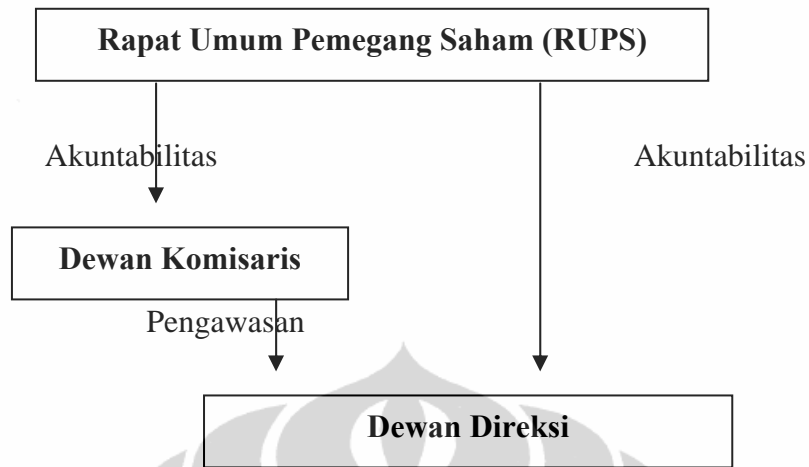 Rapat Umum Pemegang Saham (RUPS)
Akuntabilitas
Akuntabilitas
Dewan Komisaris
Pengawasan
Dewan Direksi